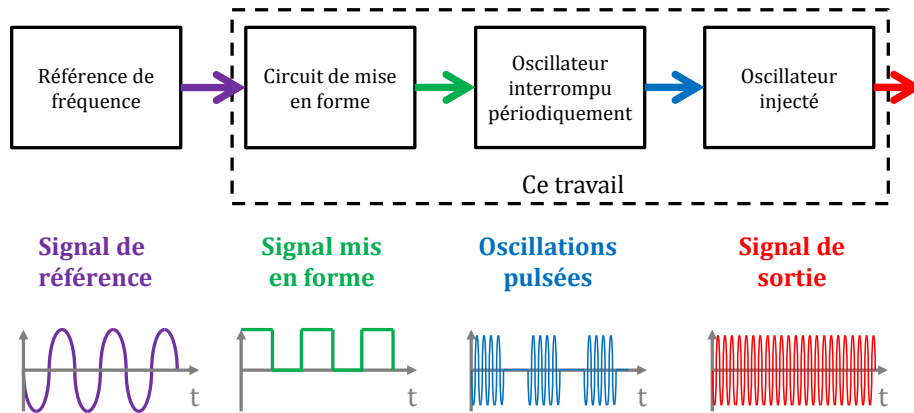 Référence de
fréquence
Circuit de mise
en forme
Oscillateur
interrompu
périodiquement
Oscillateur
injecté
Ce travail
Signal de
référence
Signal mis
en forme
Oscillations
pulsées
Signal de
sortie
t
t
t
t